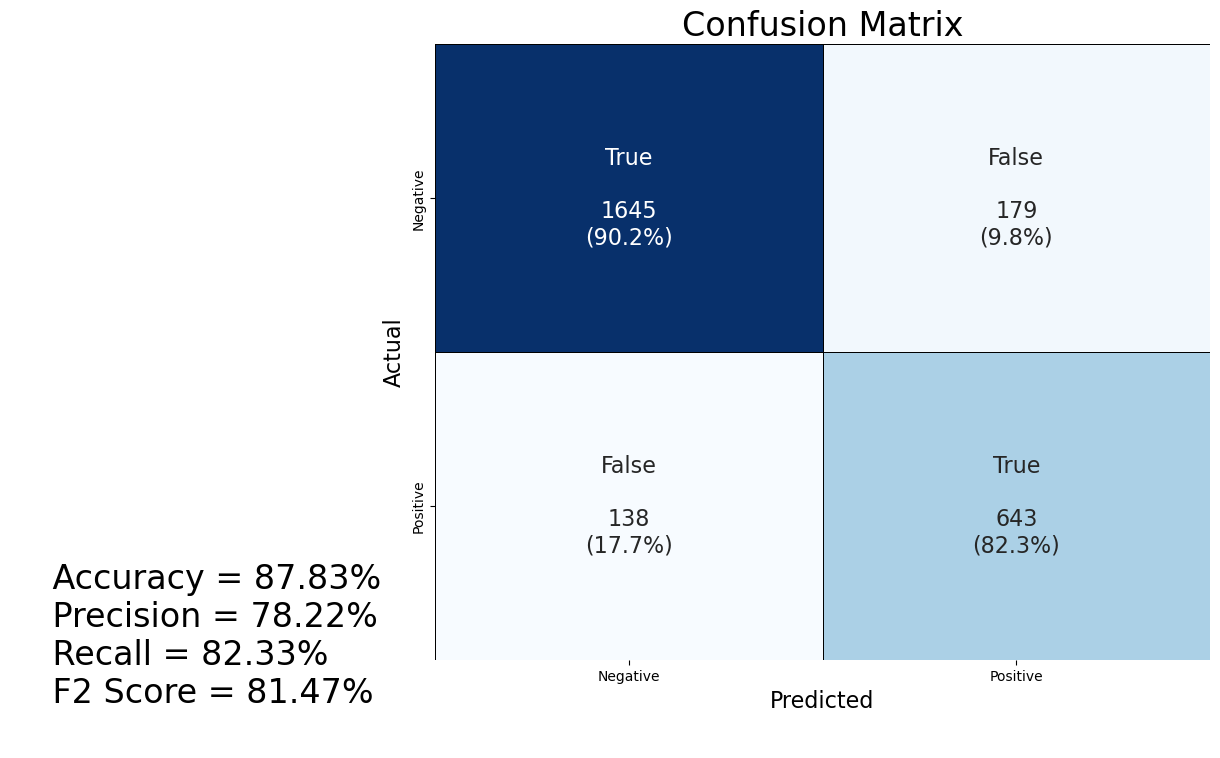 Confusion Matrix
Negative
True
1645
(90.2%)
False
179
(9.8%)
Actual
Positive
False
138
(17.7%)
True
643
(82.3%)
Negative
Positive
Predicted
Accuracy = 87.83%
Precision = 78.22%
Recall = 82.33%
F2 Score = 81.47%